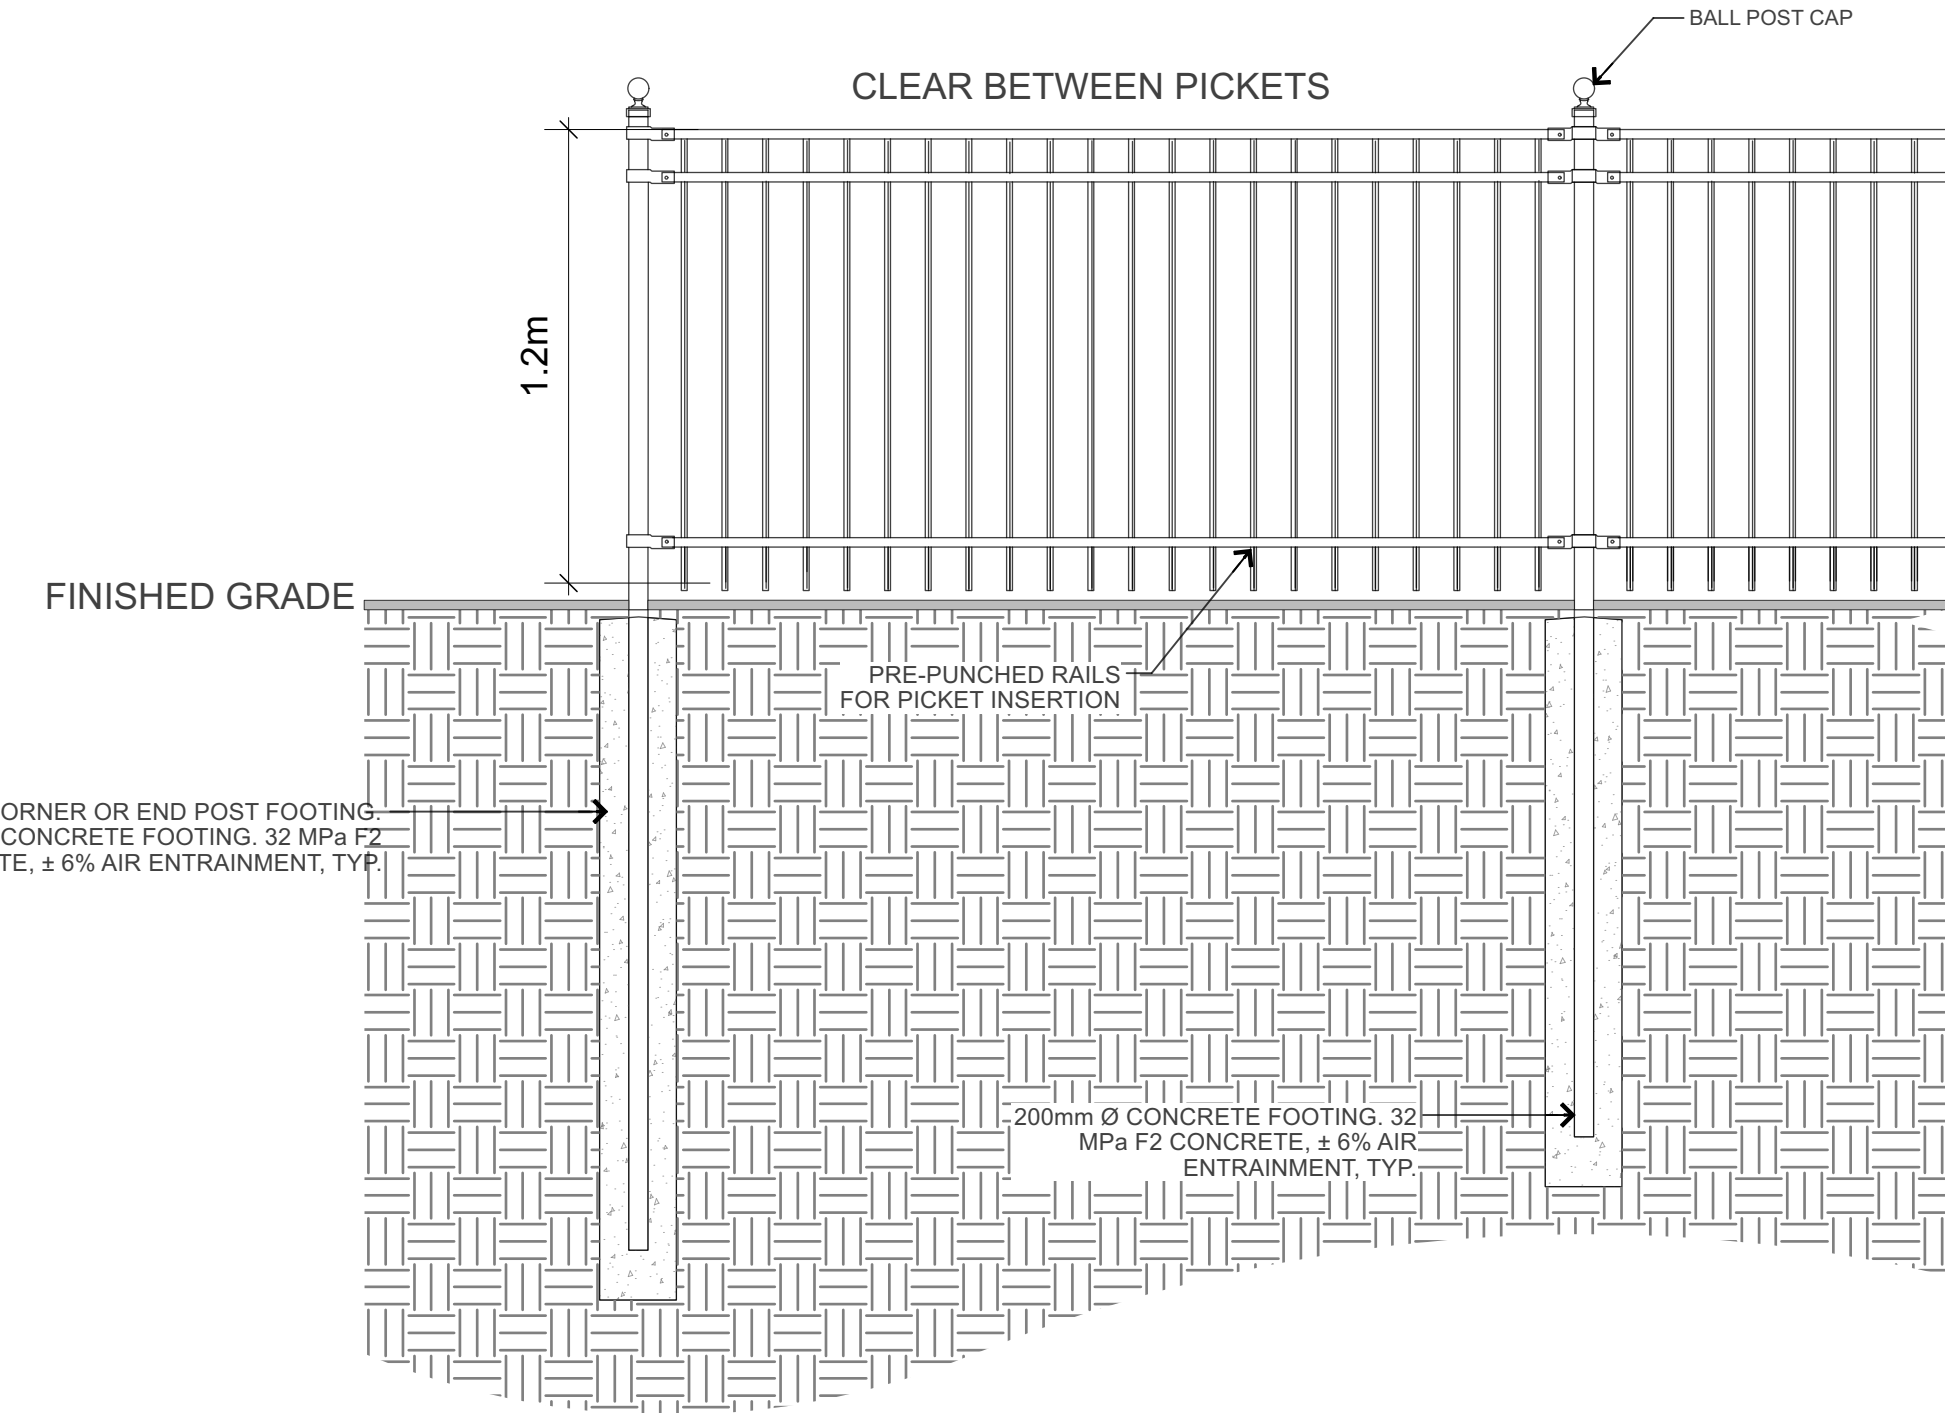 BALL POST CAP
CLEAR BETWEEN PICKETS
1.2m
FINISHED GRADE
PRE-PUNCHED RAILS
FOR PICKET INSERTION
ORNER OR END POST FOOTING.
CONCRETE FOOTING. 32 MPa F2
TE, ± 6% AIR ENTRAINMENT, TYP.
200mm Ø CONCRETE FOOTING. 32
MPa F2 CONCRETE, ± 6% AIR
ENTRAINMENT, TYP.